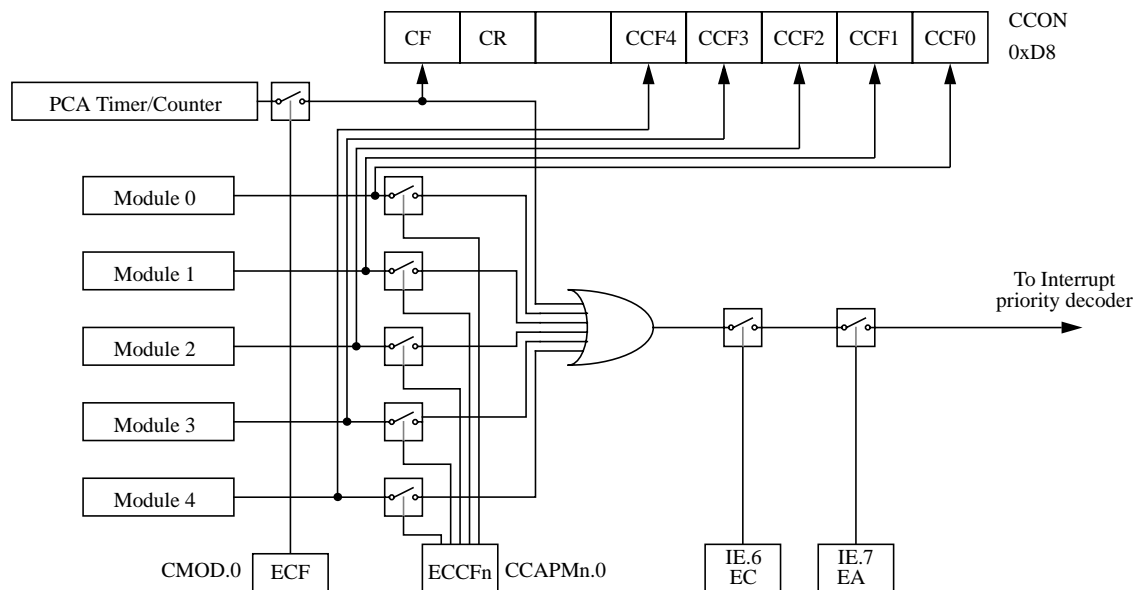 CF CR CCF4 CCF3 CCF2 CCF1 CCF0 CCON
0xD8
PCA Timer/Counter
Module 0
Module 1
Module 2
Module 3
Module 4
To Interrupt
priority decoder
CMOD.0 ECF
ECCFn CCAPMn.0
IE.6
EC
IE.7
EA